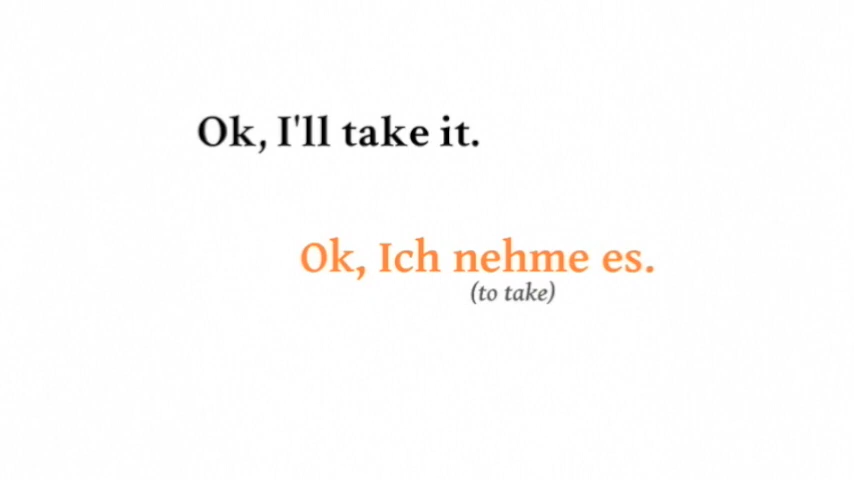 Ok, I'll take it.
Ok, Ich nehme es.
(to take)